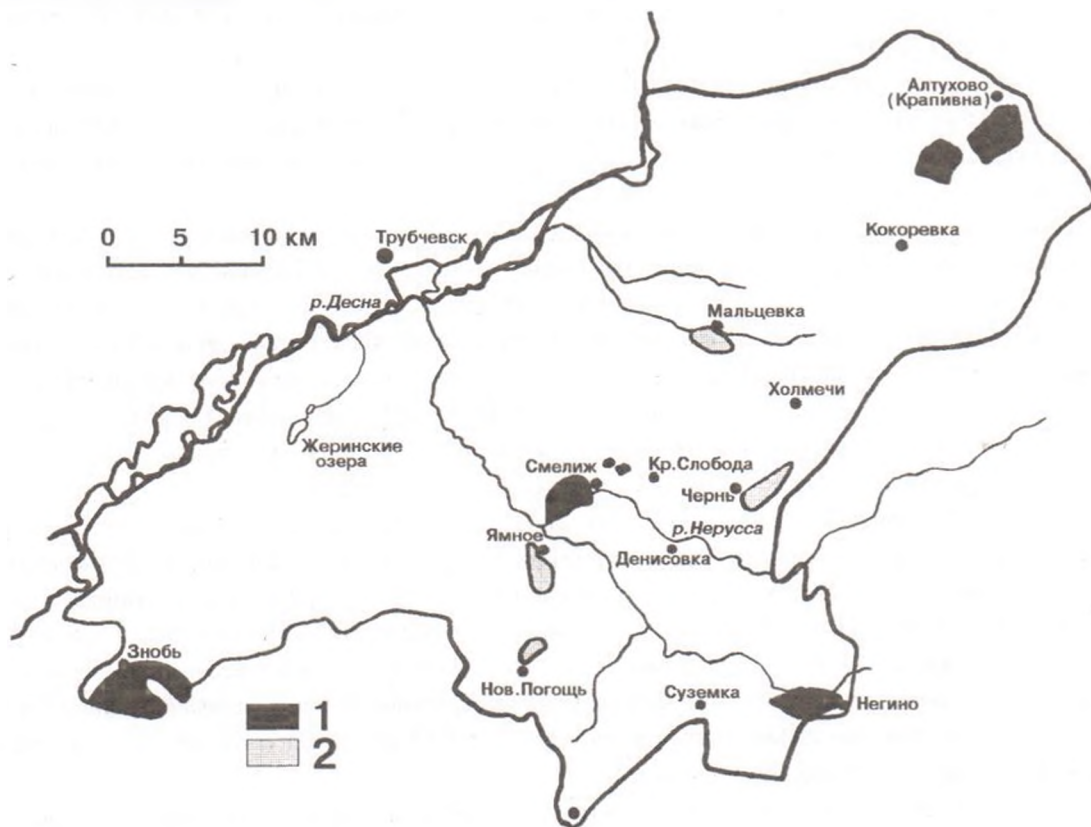 Алтухово
(Крапивна)
0 5 10 км
Трубчевск
Кокоревка
р.Десна
Мальцевка
Холмечи
Жеринские
озера
Смелиж
Кр.Слобода
Чернь
р.Нерусса
Ямное
Денисовка
Знобь
Нов.Погощь
Суземка
Негино
1
2